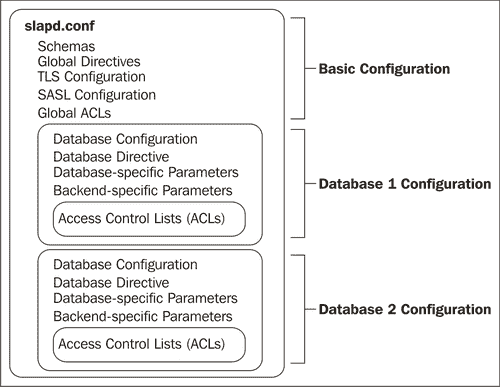 slapd.conf
Schemas
Global Directives
TLS Configuration
SASL Configuration
Global ACLs
Basic Configuration
Database Configuration
Database Directive
Database-specific Parameters
Backend-specific Parameters
Access Control Lists (ACLs)
Database 1 Configuration
Database Configuration
Database Directive
Database-specific Parameters
Backend-specific Parameters
Access Control Lists (ACLs)
Database 2 Configuration